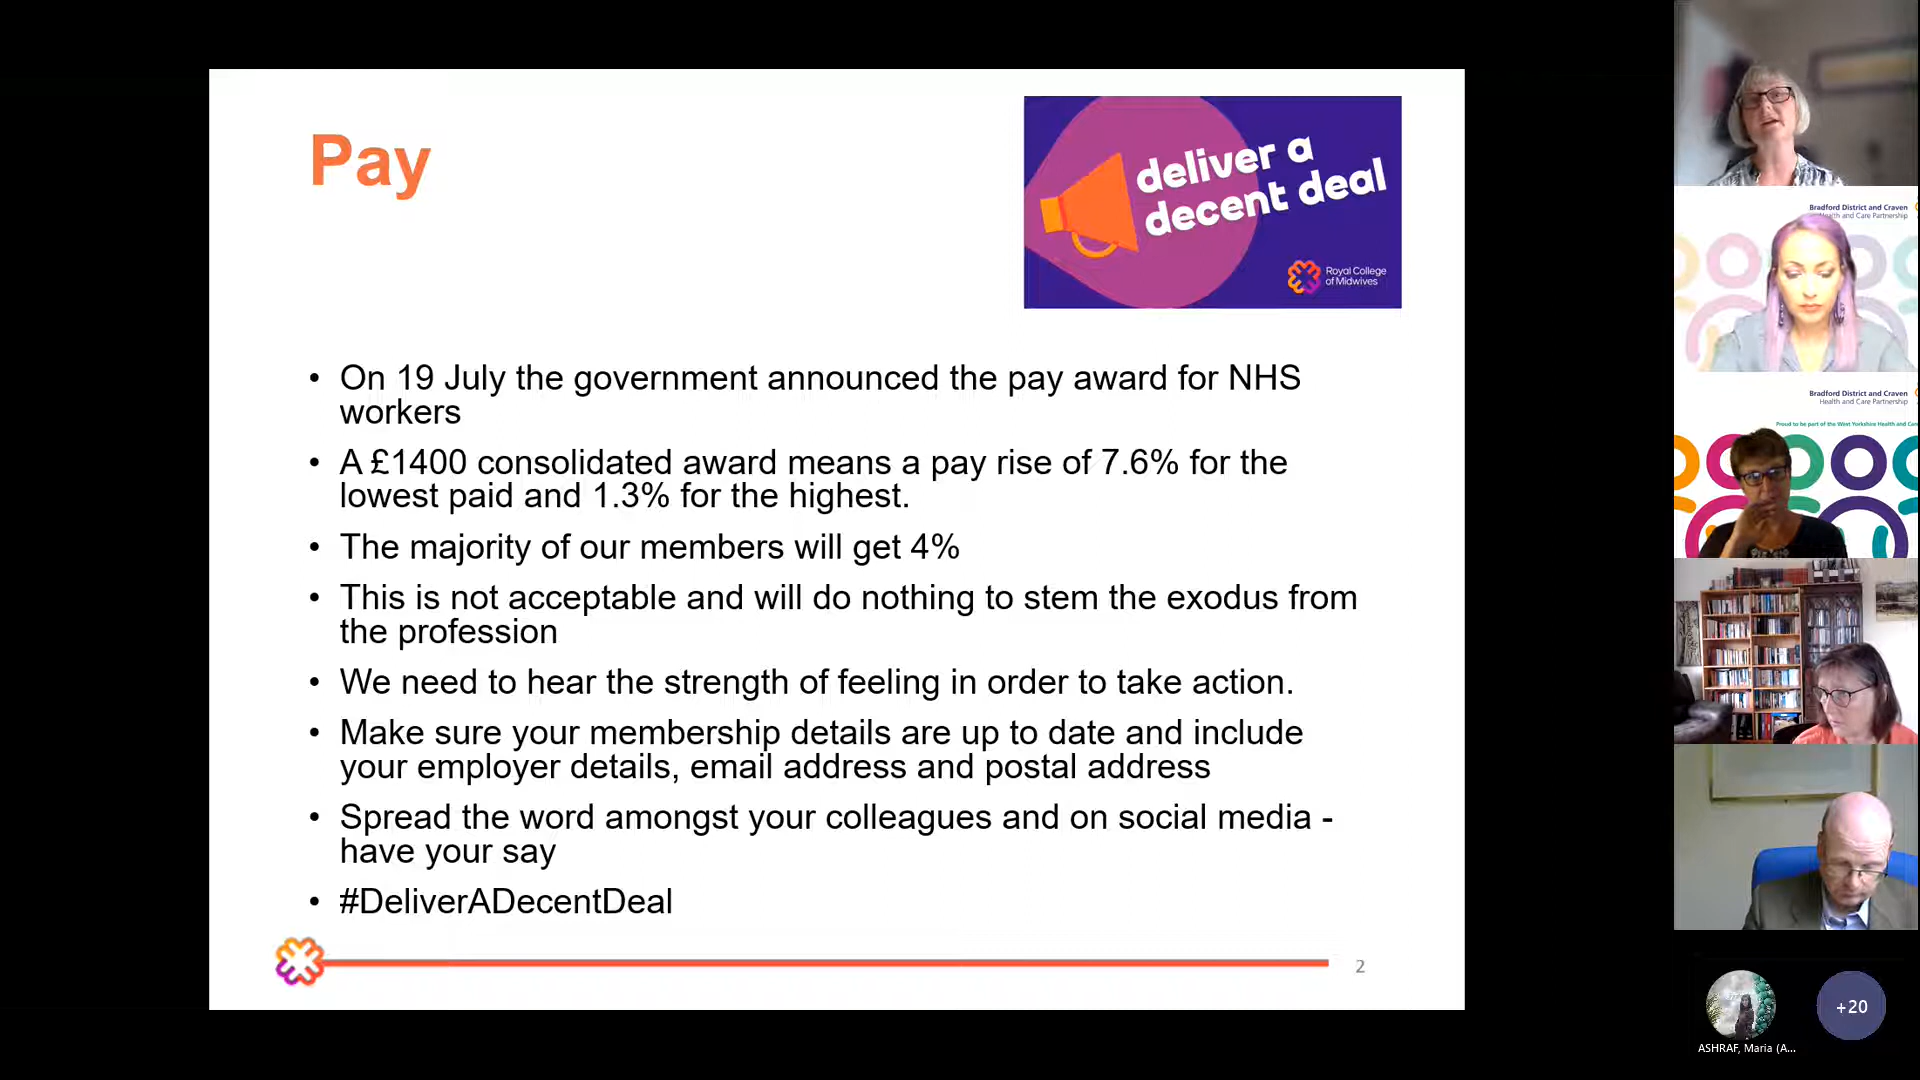 Pay
deliver a
decent deal
Royal College
of Midwives
• On 19 July the government announced the pay award for NHS
workers
• A £1400 consolidated award means a pay rise of 7.6% for the
lowest paid and 1.3% for the highest.
• The majority of our members will get 4%
• This is not acceptable and will do nothing to stem the exodus from
the profession
• We need to hear the strength of feeling in order to take action.
• Make sure your membership details are up to date and include
your employer details, email address and postal address
• Spread the word amongst your colleagues and on social media -
have your say
• #DeliverADecentDeal
2
Bradford District and Craven
Health and Care Partnership
Bradford District and Craven
Health and Care Partnership
Proud to be part of the West Yorkshire Health and Car
+20
ASHRAF, Maria (A...